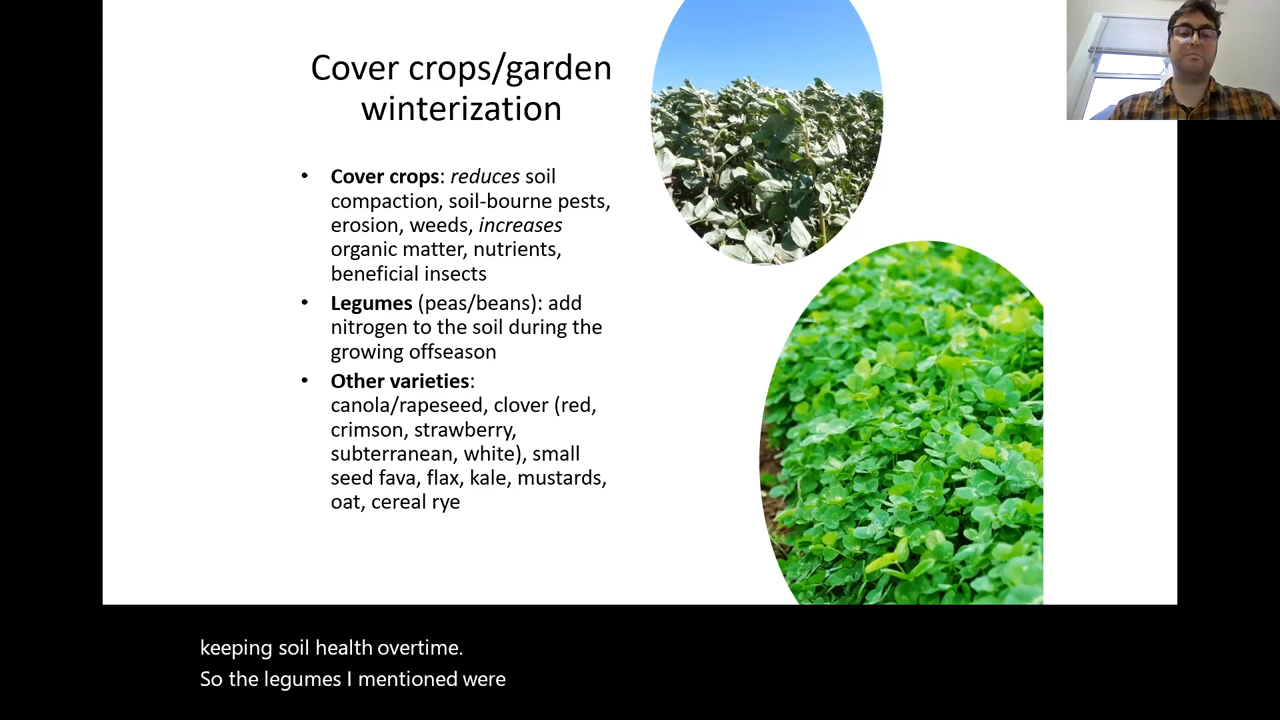 Cover crops/garden
winterization
• Cover crops: reduces soil
compaction, soil-bourne pests,
erosion, weeds, increases
organic matter, nutrients,
beneficial insects
• Legumes (peas/beans): add
nitrogen to the soil during the
growing offseason
• Other varieties:
canola/rapeseed, clover (red,
crimson, strawberry,
subterranean, white), small
seed fava, flax, kale, mustards,
oat, cereal rye
keeping soil health overtime.
So the legumes I mentioned were